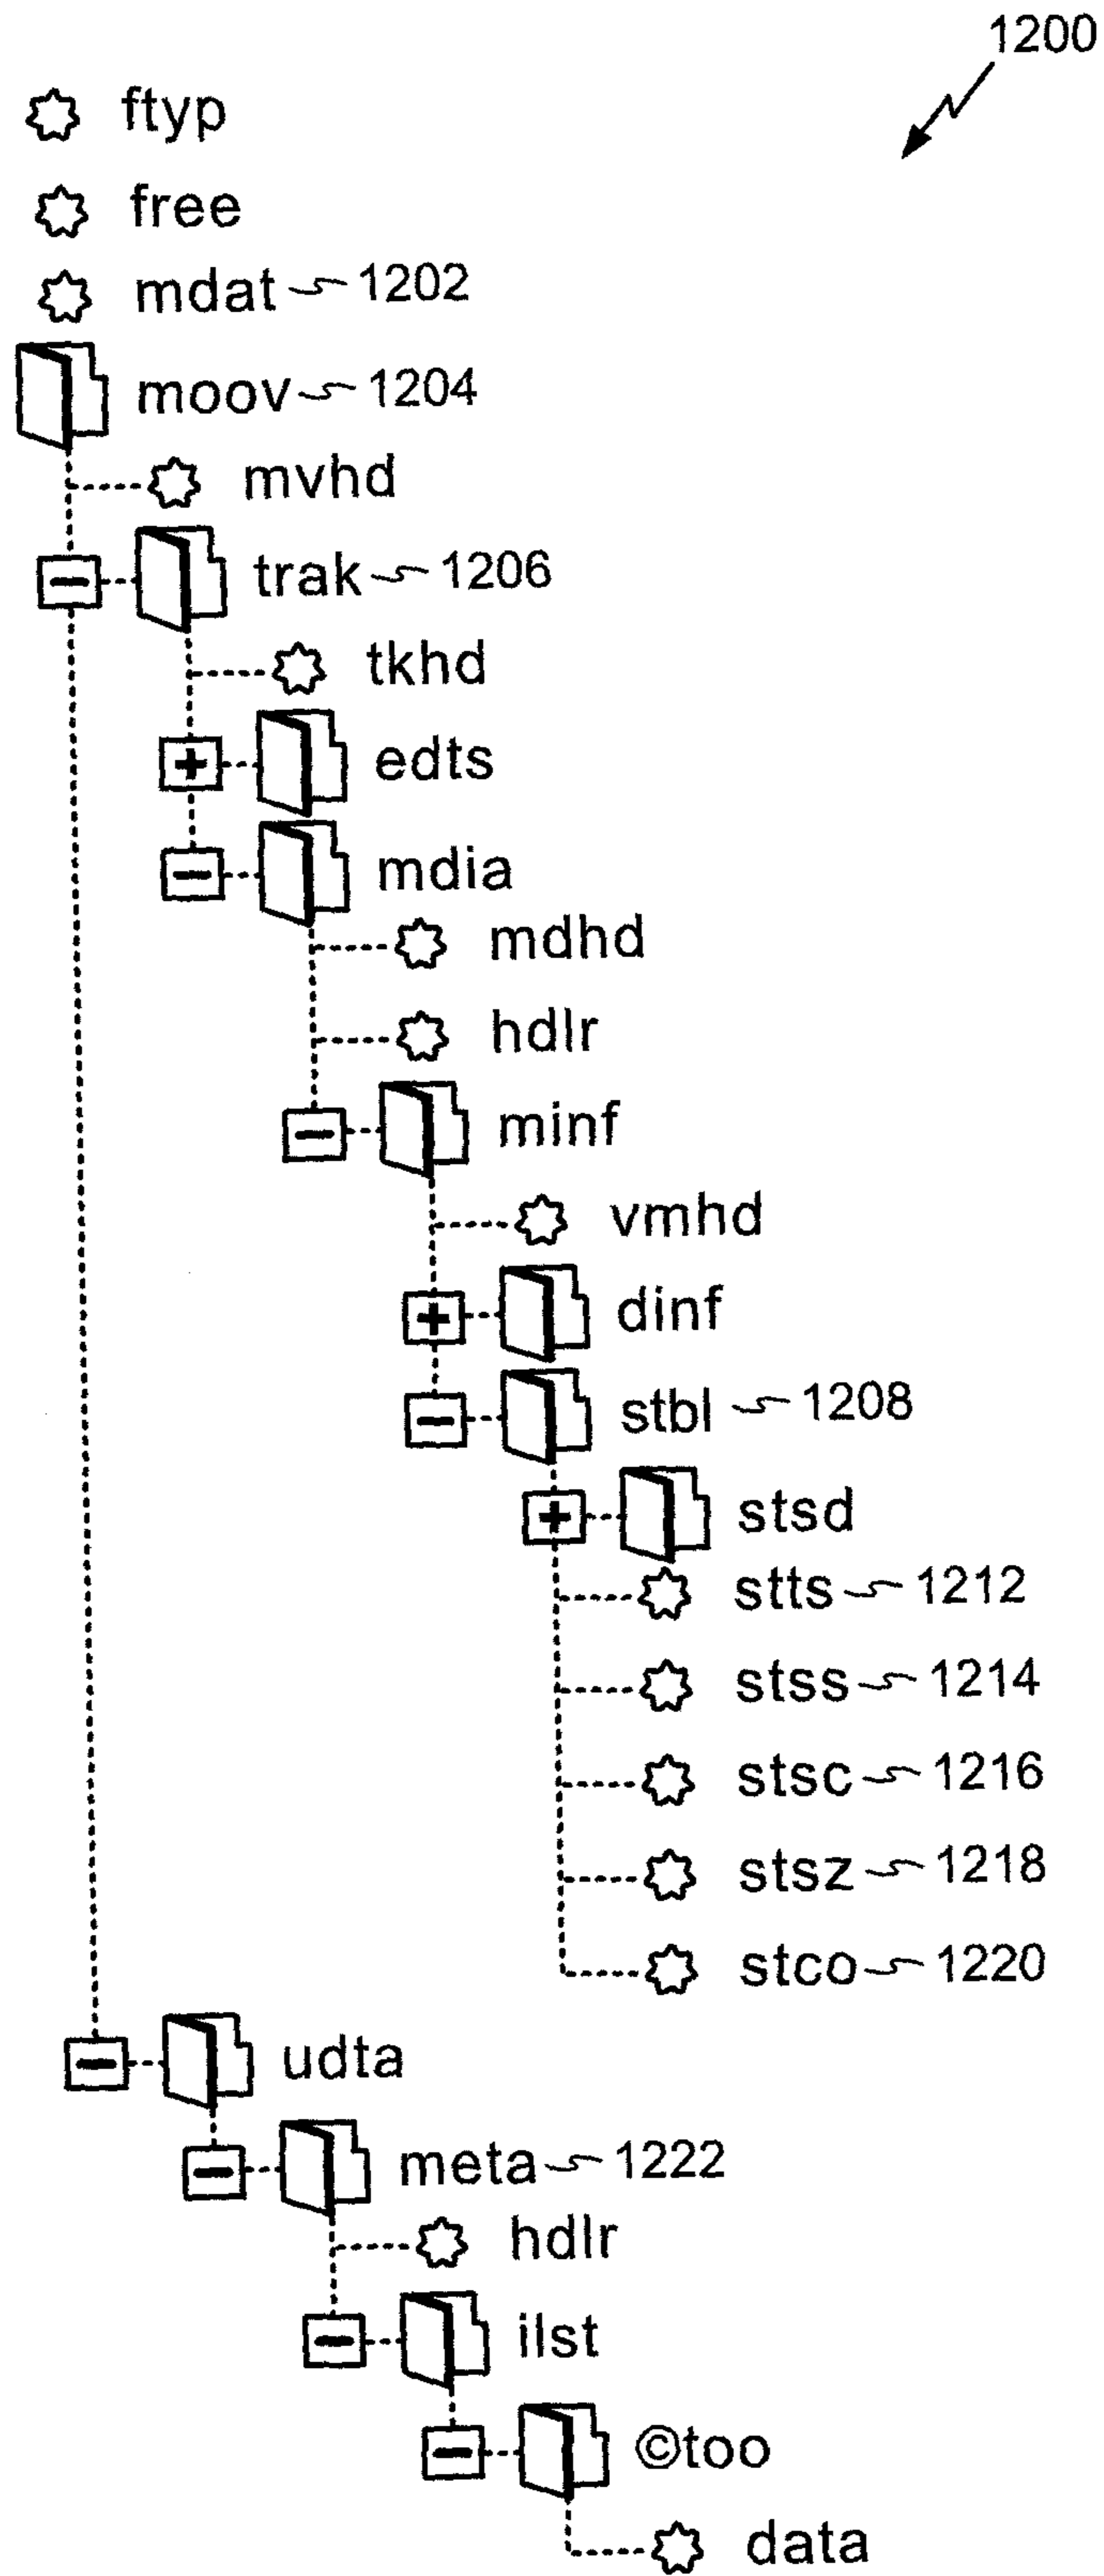 1200
ftyp
free
mdat 1202
moov 1204
mvhd
trak 1206
tkhd
edts
mdia
mdhd
hdlr
minf
vmhd
dinf
stbl 1208
stsd
stts 1212
stss 1214
stsc 1216
stsz 1218
stco 1220
udta
meta 1222
hdlr
ilst
©too
data